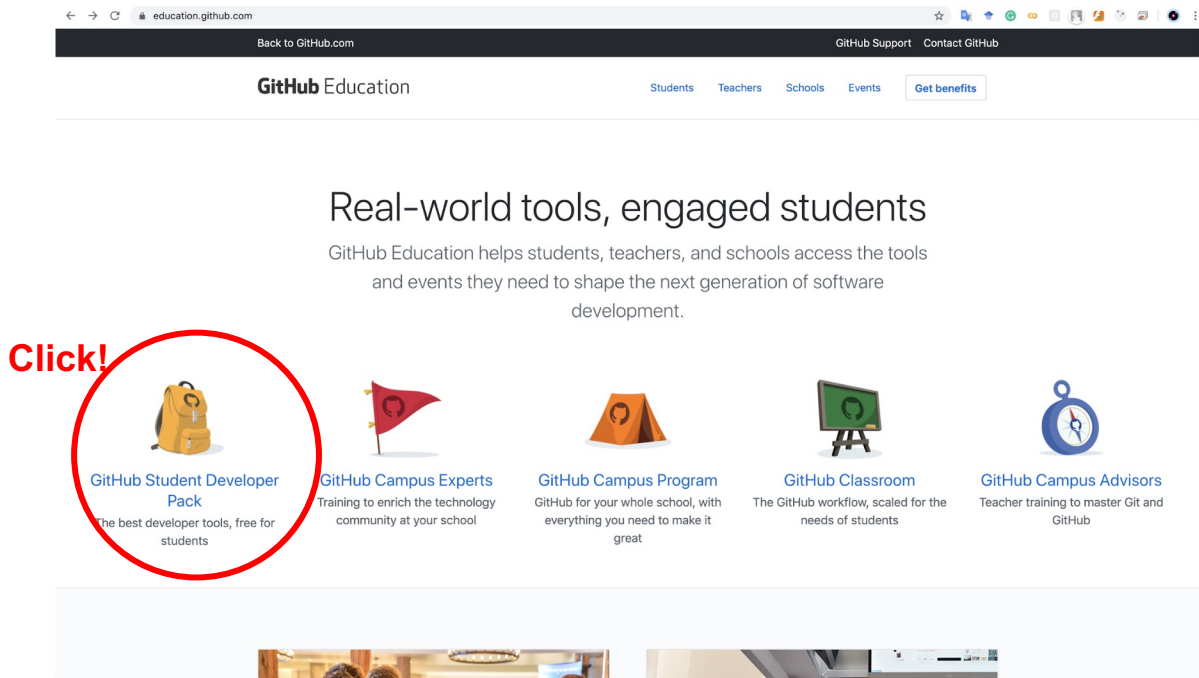 education.github.com
Back to GitHub.com
GitHub Support Contact GitHub
GitHub Education
Students Teachers Schools Events Get benefits
Real-world tools, engaged students
GitHub Education helps students, teachers, and schools access the tools
and events they need to shape the next generation of software
development.
Click!
GitHub Student Developer
Pack
The best developer tools, free for
students
GitHub Campus Experts
Training to enrich the technology
community at your school
GitHub Campus Program
GitHub for your whole school, with
everything you need to make it
great
GitHub Classroom
The GitHub workflow, scaled for the
needs of students
GitHub Campus Advisors
Teacher training to master Git and
GitHub